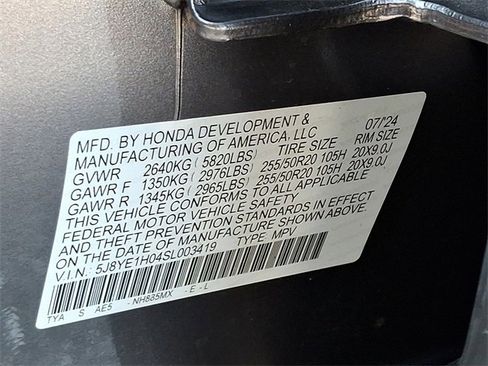 MFD. BY HONDA DEVELOPMENT & 07/24
MANUFACTURING OF AMERICA, LLC
GVWR 2640KG (5820LBS) TIRE SIZE RIM SIZE
GAWR F 1350KG (2976LBS) 255/50R20 105H 20X9.0J
GAWR R 1345KG (2965LBS) 255/50R20 105H 20X9.0J
THIS VEHICLE CONFORMS TO ALL APPLICABLE
FEDERAL MOTOR VEHICLE SAFETY, BUMPER,
AND THEFT PREVENTION STANDARDS IN EFFECT
ON THE DATE OF MANUFACTURE SHOWN ABOVE.
V.I.N.: 5J8YE1H04SL003419 TYPE: MPV
TYA S AE5 -NH885MX -E-L